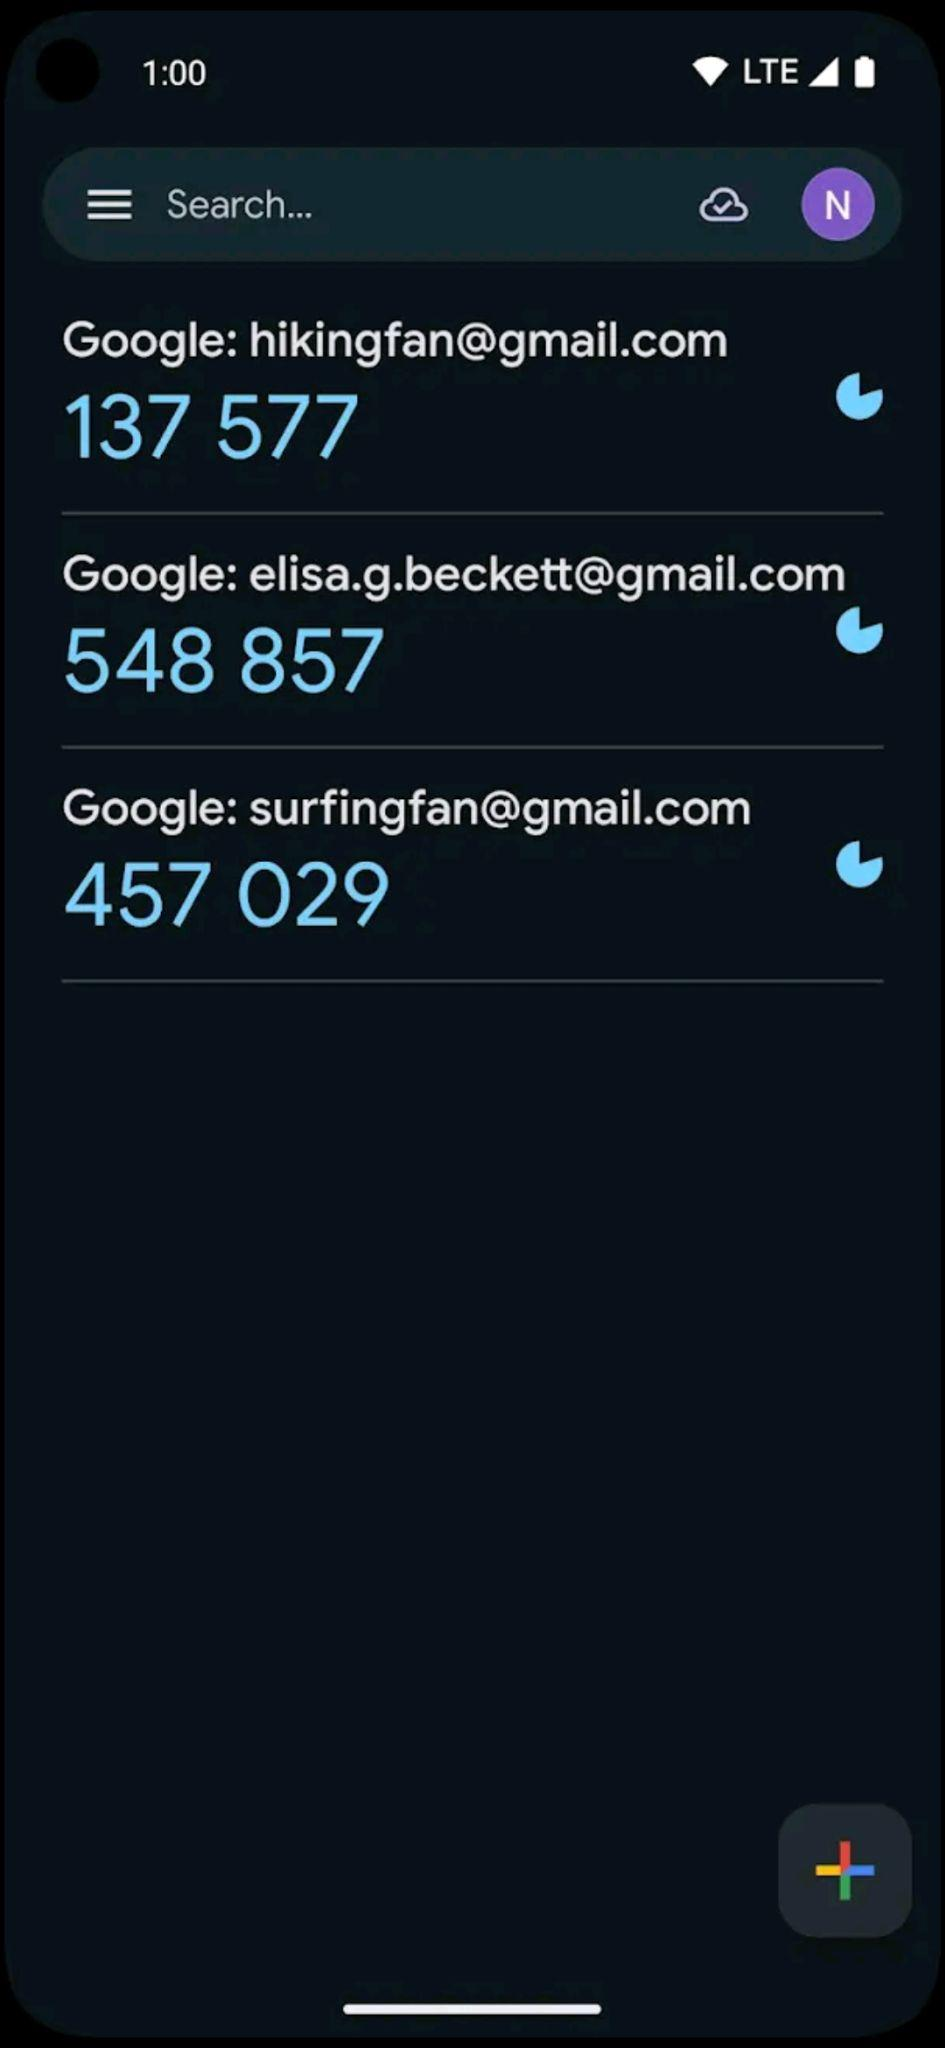 1:00 LTE
Search...
N
Google: hikingfan@gmail.com
137 577
Google: elisa.g.beckett@gmail.com
548 857
Google: surfingfan@gmail.com
457 029